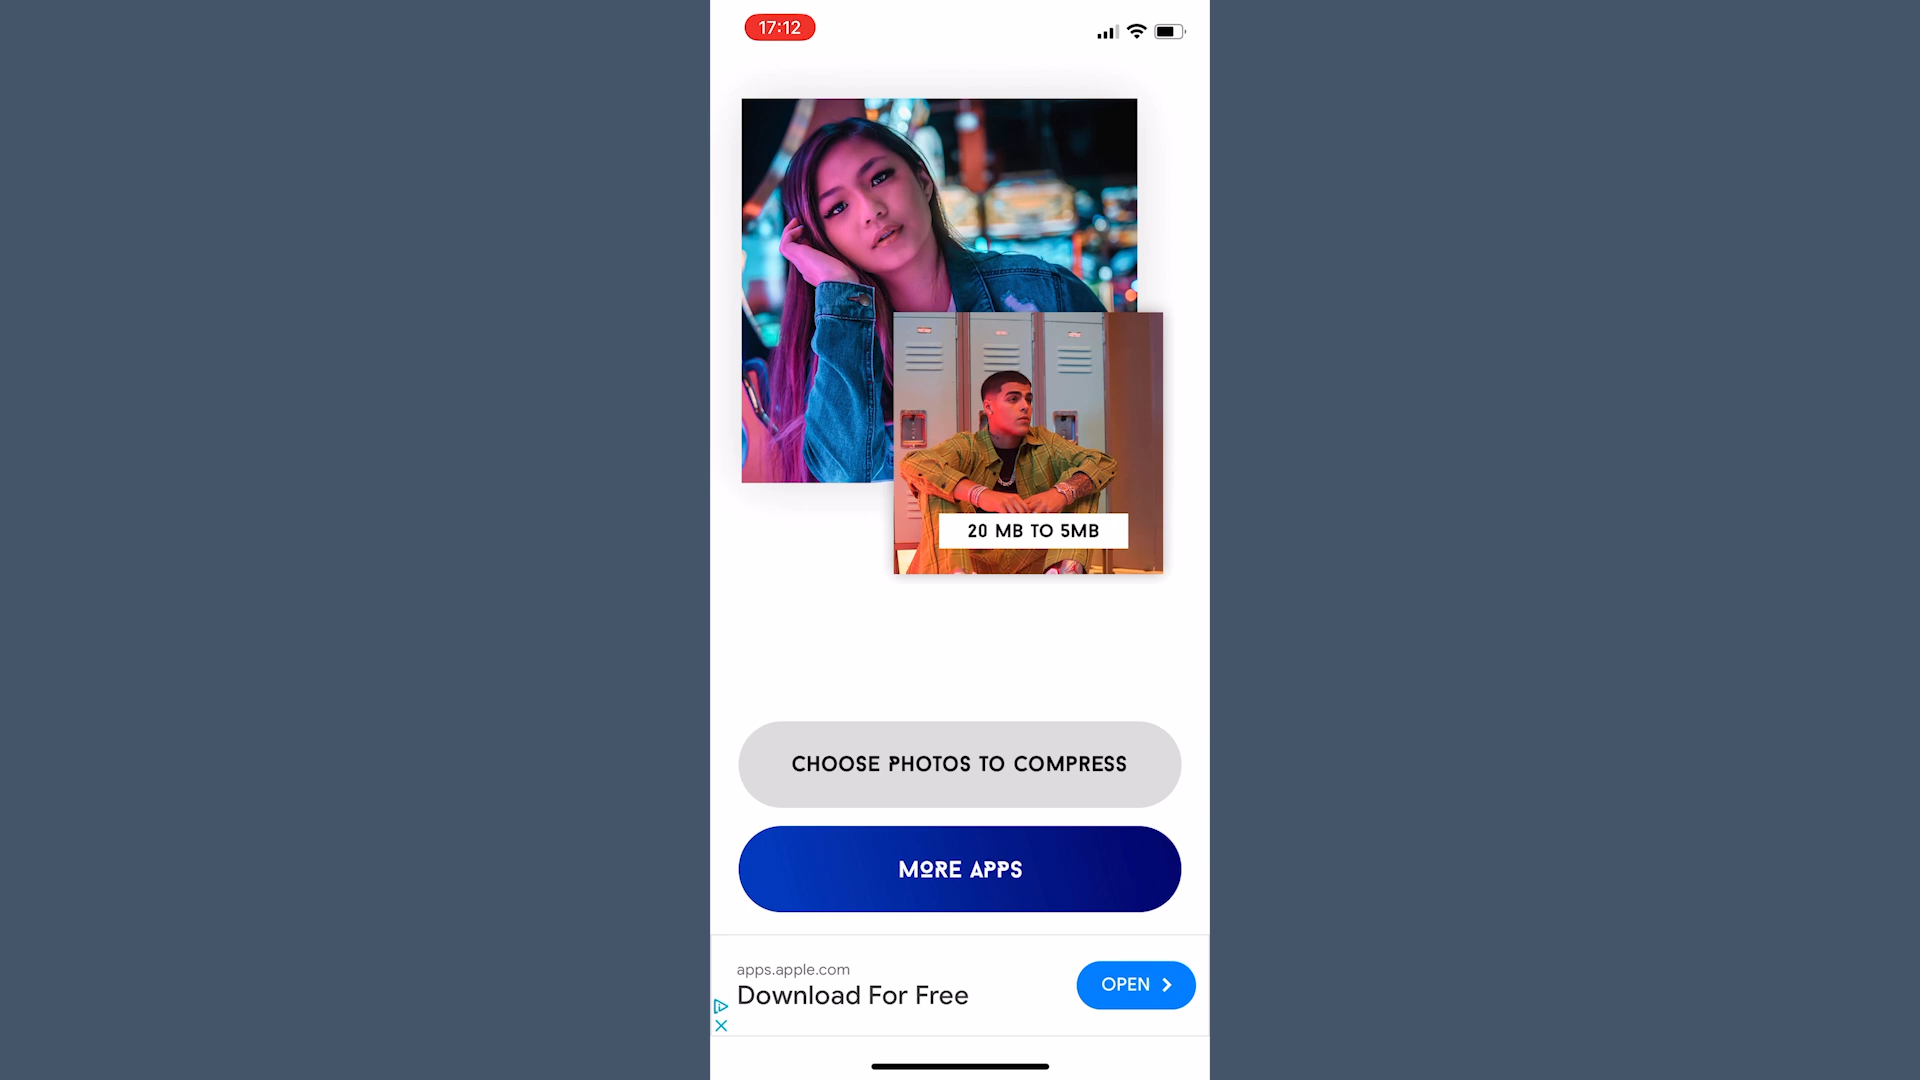 17:12
20 MB TO 5MB
CHOOSE PHOTOS TO COMPRESS
MORE APPS
apps.apple.com
Download For Free
OPEN